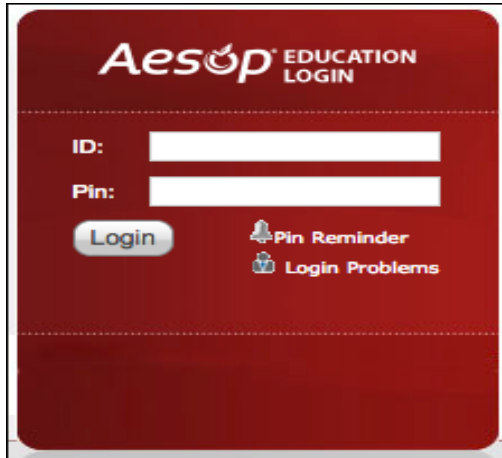 Aesop EDUCATION
LOGIN
ID:
Pin:
Login
Pin Reminder
Login Problems